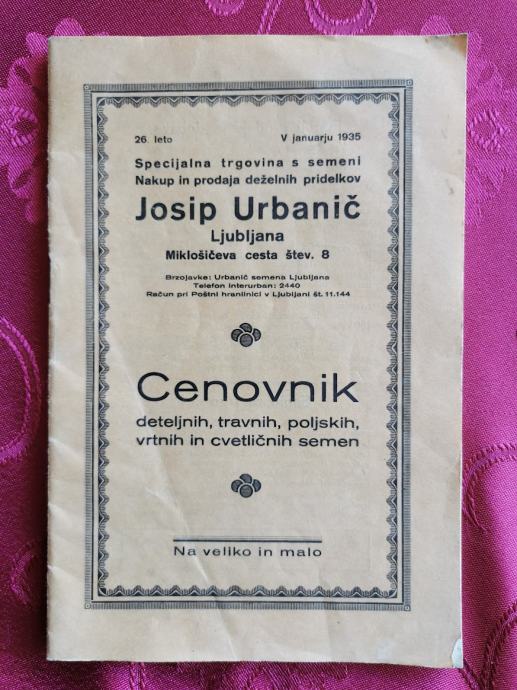 26. leto V januarju 1935
Specijalna trgovina s semeni
Nakup in prodaja deželnih pridelkov
Josip Urbanič
Ljubljana
Miklošičeva cesta štev. 8
Brzojavke: Urbanič semena Ljubljana
Telefon interurban: 2440
Račun pri Poštni hranilnici v Ljubljani št. 11.144
Cenovnik
deteljnih, travnih, poljskih,
vrtnih in cvetličnih semen
Na veliko in malo